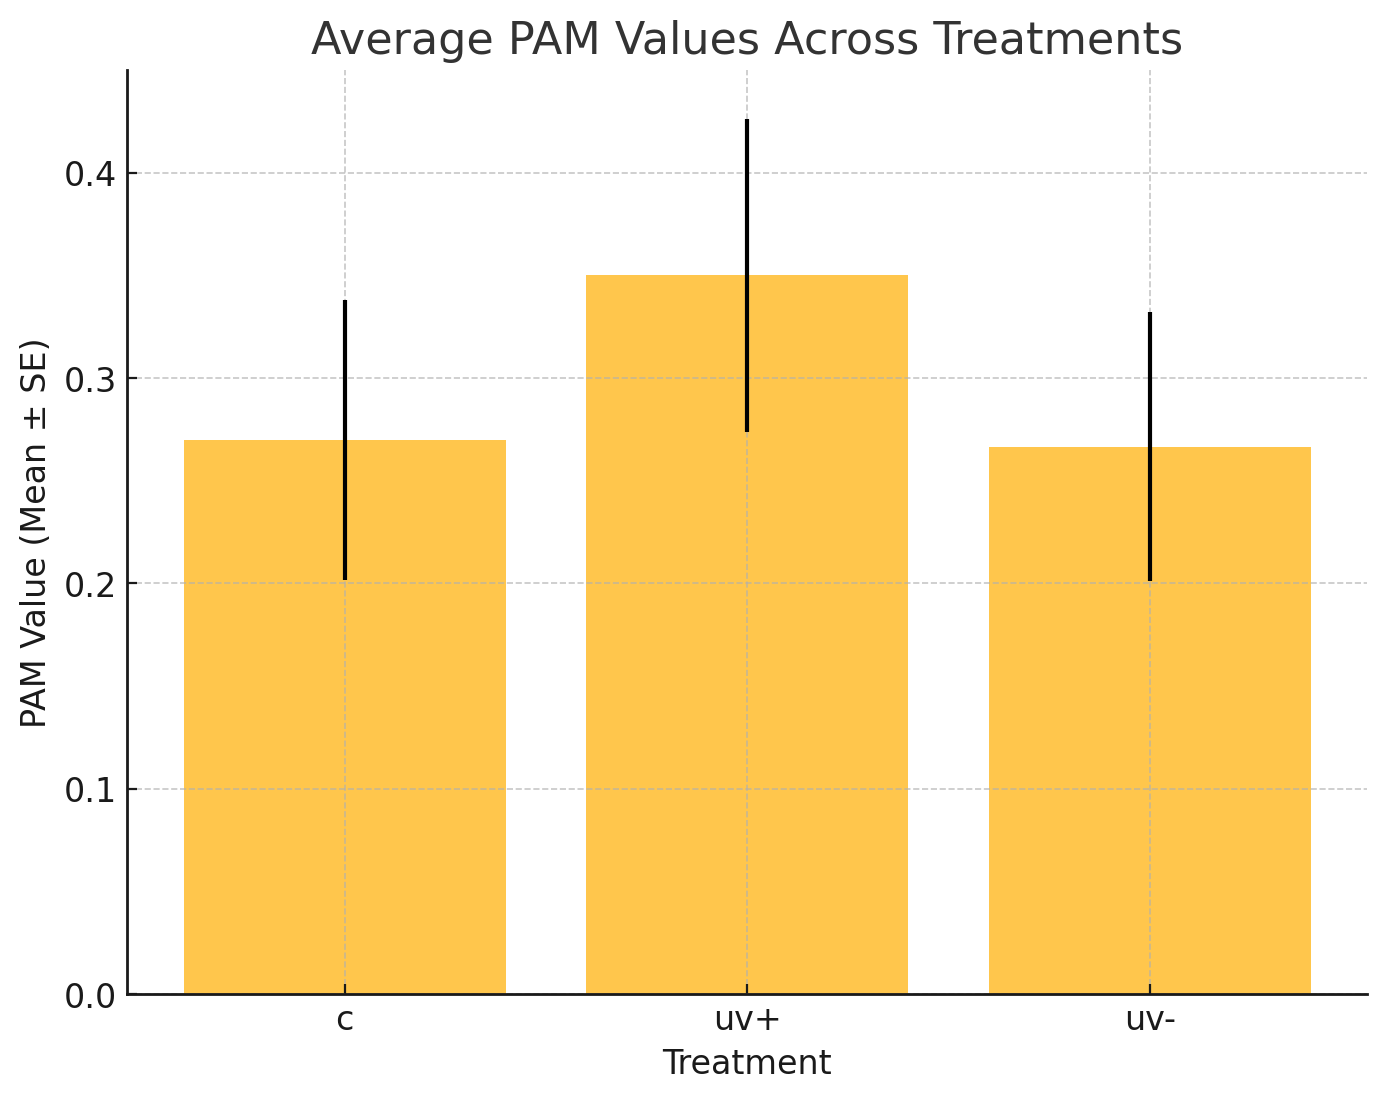 Average PAM Values Across Treatments
PAM Value (Mean ± SE)
0.4
0.3
0.2
0.1
0.0
c
uv+
uv-
Treatment